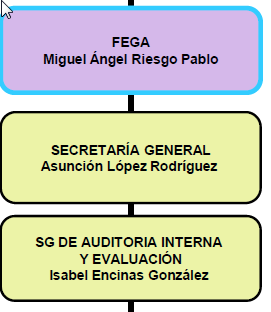 FEGA
Miguel Ángel Riesgo Pablo
SECRETARÍA GENERAL
Asunción López Rodríguez
SG DE AUDITORIA INTERNA
Y EVALUACIÓN
Isabel Encinas González